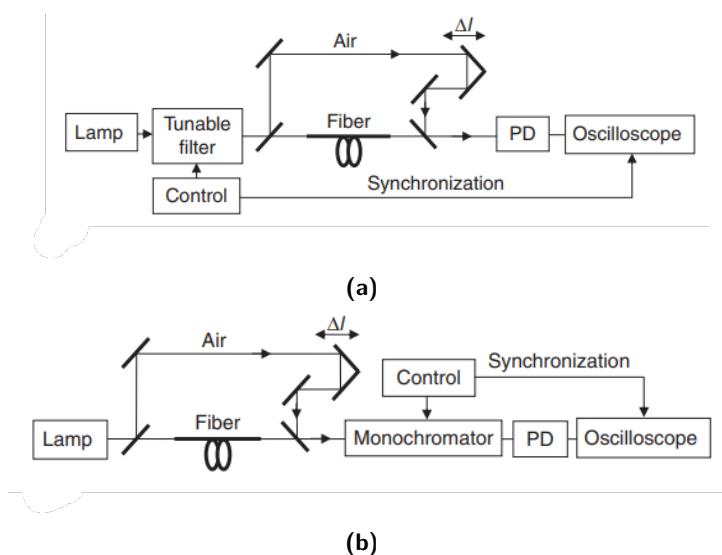 Δl
Air
Lamp
Tunable
filter
Fiber
PD
Oscilloscope
Control
Synchronization
(a)
Δl
Air
Synchronization
Control
Lamp
Fiber
Monochromator
PD
Oscilloscope
(b)